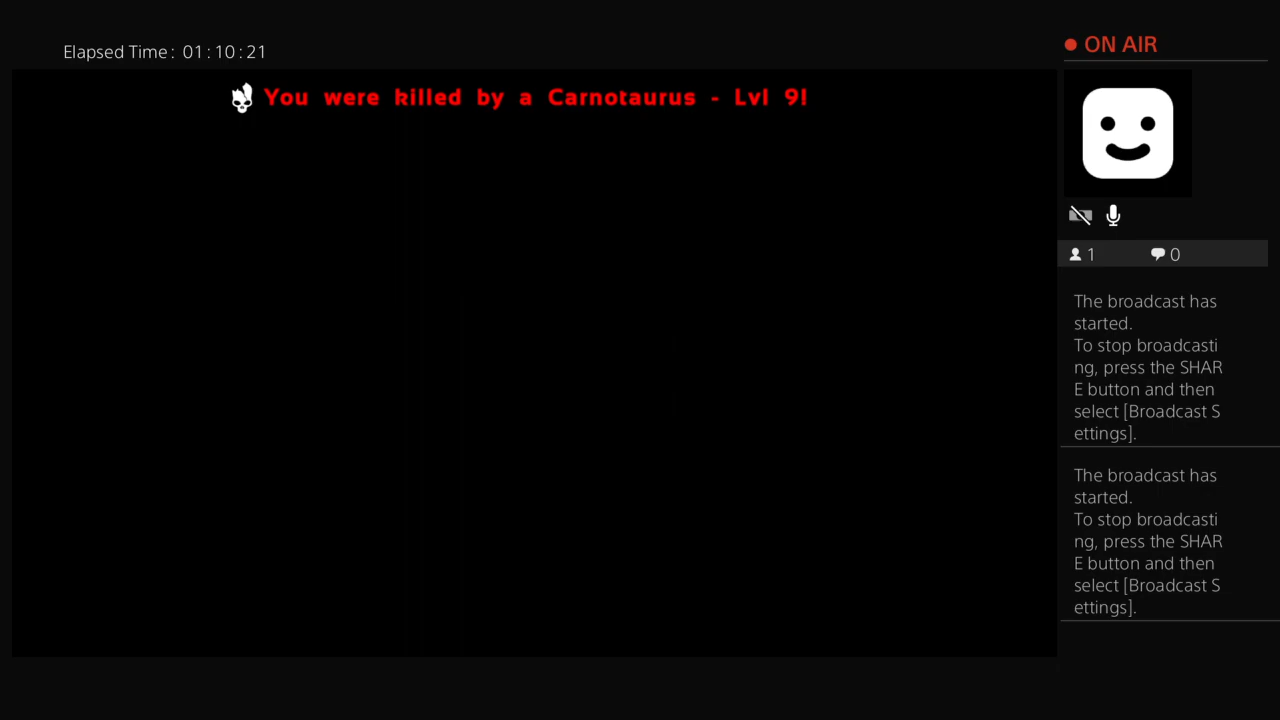 Elapsed Time: 01:10:21
ON AIR
You were killed by a Carnotaurus - Lvl 9!
1 0
The broadcast has
started.
To stop broadcasti
ng, press the SHAR
E button and then
select [Broadcast S
ettings].
The broadcast has
started.
To stop broadcasti
ng, press the SHAR
E button and then
select [Broadcast S
ettings].